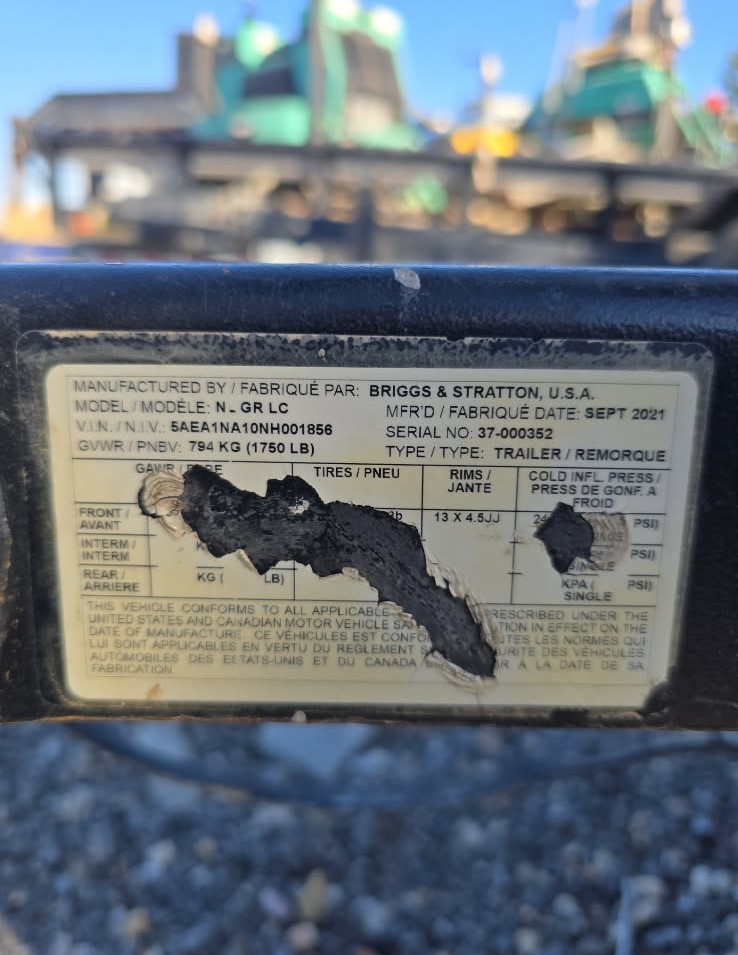 MANUFACTURED BY / FABRIQUÉ PAR: BRIGGS & STRATTON, U.S.A.
MODEL / MODÈLE: N_ GR LC
MFR'D / FABRIQUÉ DATE: SEPT 2021
V.I.N. / N.I.V.: 5AEA1NA10NH001856
SERIAL NO: 37-000352
GVWR / PNBV: 794 KG (1750 LB)
TYPE / TYPE: TRAILER / REMORQUE
TIRES / PNEU
RIMS / JANTE
COLD INFL. PRESS / PRESS DE GONF. A FROID
FRONT / AVANT
13 X 4.5JJ
PSI)
INTERM / INTERM
PSI)
SINGLE
REAR / ARRIERE
KG ( LB)
KPA ( PSI)
SINGLE
THIS VEHICLE CONFORMS TO ALL APPLICABLE PRESCRIBED UNDER THE
UNITED STATES AND CANADIAN MOTOR VEHICLE IN EFFECT ON THE
DATE OF MANUFACTURE. CE VÉHICULES EST LES NORMES QUI
LUI SONT APPLICABLES EN VERTU DU REGLEMENT DES VÉHICULES
AUTOMOBILES DES ÉSTATS-UNIS ET DU CANADA À LA DATE DE SA
FABRICATION.